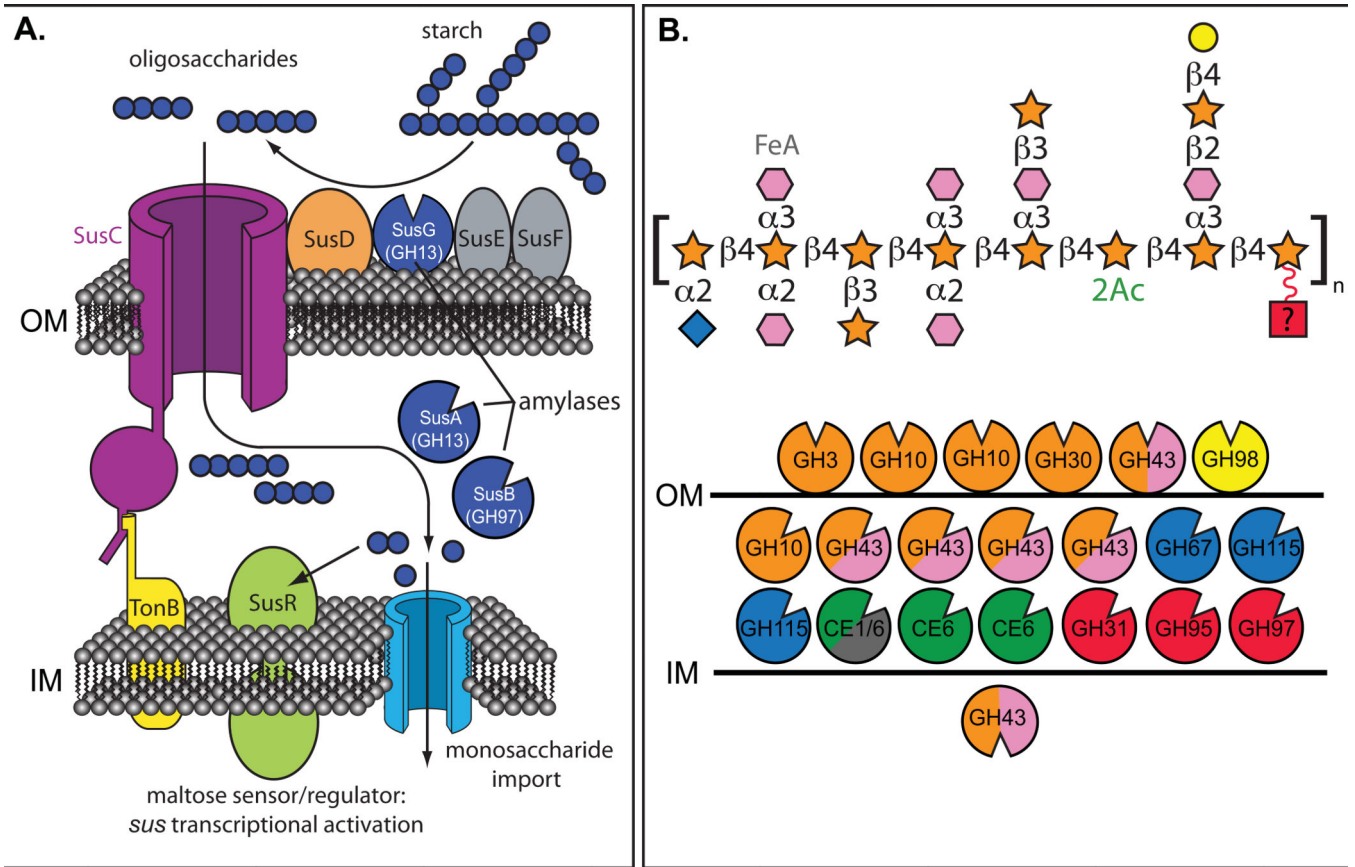 A.
oligosaccharides
starch
SusC
SusD
SusG
(GH13)
SusE
SusF
OM
amylases
SusA
(GH13)
SusB
(GH97)
TonB
SusR
IM
monosaccharide
import
maltose sensor/regulator:
sus transcriptional activation
B.
β4
β3 β2
FeA
α3 α3 α3 α3
[ β4 β4 β4 β4 β4 β4 β4 ] n
α2 α2 β3 α2 2Ac
?
GH3 GH10 GH10 GH30 GH43 GH98
OM
GH10 GH43 GH43 GH43 GH43 GH67 GH115
GH115 CE1/6 CE6 CE6 GH31 GH95 GH97
IM
GH43